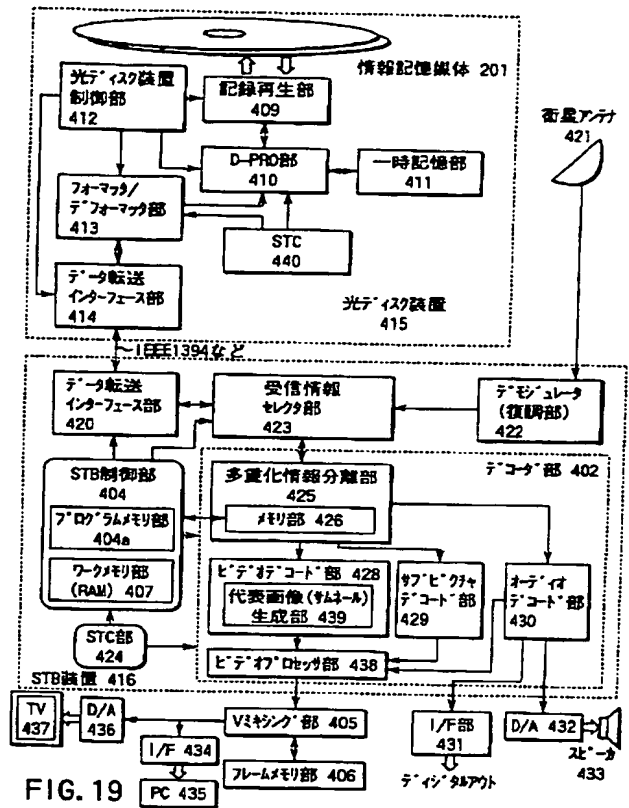 情報記憶媒体 201
光ディスク装置
制御部
412
記録再生部
409
衛星アンテナ
421
D-PRO部
410
一時記憶部
411
フォーマッタ/
デフォーマッタ部
413
STC
440
データ転送
インターフェース部
414
光ディスク装置
415
～IEEE1394など
データ転送
インターフェース部
420
受信情報
セレクタ部
423
デモジュレータ
(復調部)
422
デコーダ部 402
STB制御部
404
プログラムメモリ部
404a
ワークメモリ部
(RAM) 407
多重化情報分離部
425
メモリ部 426
ビデオデコード部 428
代表画像(サムネール)
生成部
439
サブピクチャ
デコード部
429
オーディオ
デコード部
430
STC部
424
ビデオプロセッサ部 438
STB装置 416
TV
437
D/A
436
Vミキシング部 405
I/F部
431
D/A 432
スピーカ
433
I/F 434
PC 435
フレームメモリ部 406
ディジタルアウト
FIG. 19